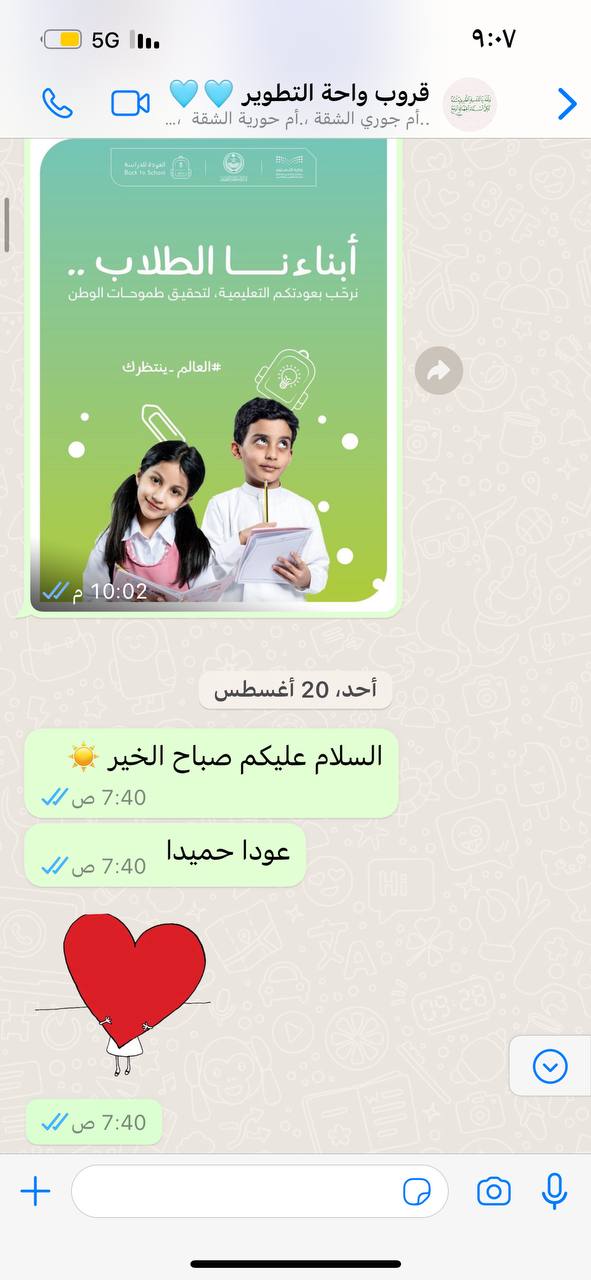 ٩:٠٧
5G
قروب واحة التطوير 🩵🩵
..أم جوري الشقة ،.أم حورية الشقة ،...
العودة للدراسة
Back to School
أبناءنــا الطلاب ..
نرحّب بعودتكم التعليمية، لتحقيق طموحات الوطن
#العالم_ينتظرك
10:02 م
أحد، 20 أغسطس
السلام عليكم صباح الخير ☀️
7:40 ص
عودا حميدا
7:40 ص
7:40 ص